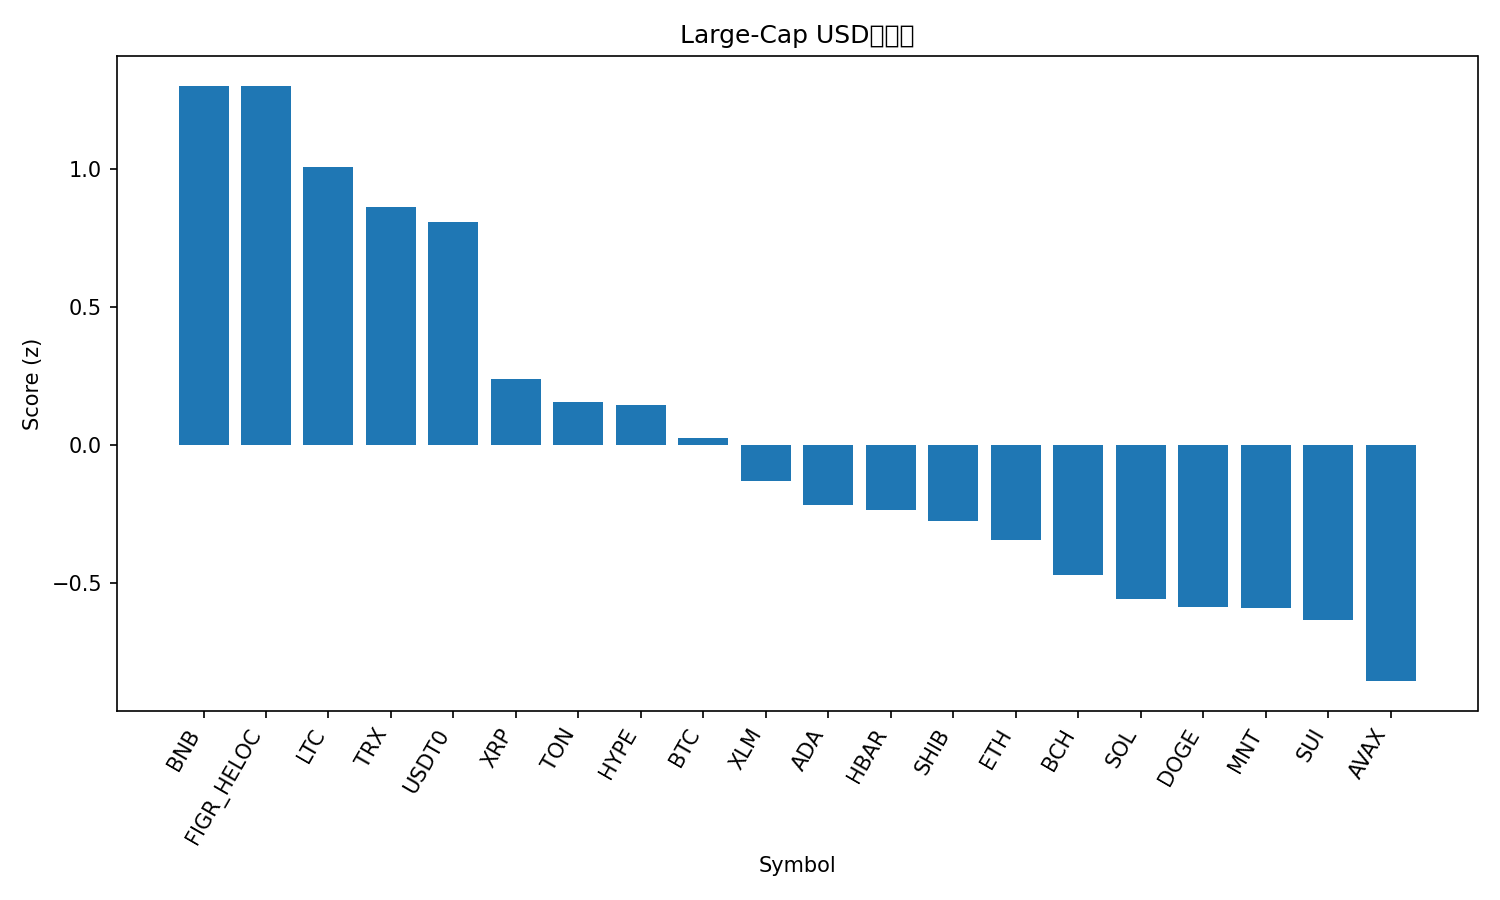 Large-Cap USD
Score (z)
1.0
0.5
0.0
−0.5
BNB
FIGR_HELOC
LTC
TRX
USDT0
XRP
TON
HYPE
BTC
XLM
ADA
HBAR
SHIB
ETH
BCH
SOL
DOGE
MNT
SUI
AVAX
Symbol